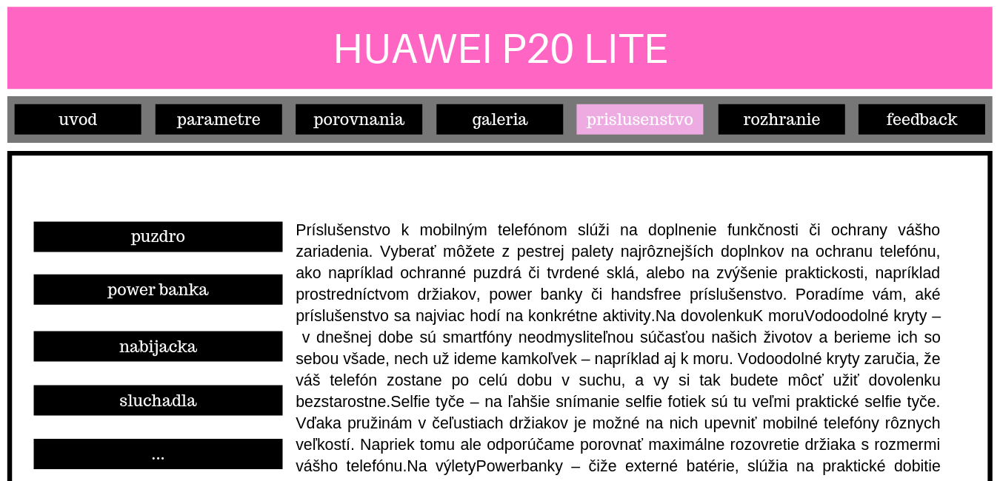 HUAWEI P20 LITE
uvod
parametre
porovnania
galeria
prislusenstvo
rozhranie
feedback
puzdro
power banka
nabijacka
sluchadla
...
Príslušenstvo k mobilným telefónom slúži na doplnenie funkčnosti či ochrany vášho
zariadenia. Vyberať môžete z pestrej palety najrôznejších doplnkov na ochranu telefónu,
ako napríklad ochranné puzdrá či tvrdené sklá, alebo na zvýšenie praktickosti, napríklad
prostredníctvom držiakov, power banky či handsfree príslušenstvo. Poradíme vám, aké
príslušenstvo sa najviac hodí na konkrétne aktivity.Na dovolenkuK moruVodoodolné kryty –
v dnešnej dobe sú smartfóny neodmysliteľnou súčasťou našich životov a berieme ich so
sebou všade, nech už ideme kamkoľvek – napríklad aj k moru. Vodoodolné kryty zaručia, že
váš telefón zostane po celú dobu v suchu, a vy si tak budete môcť užiť dovolenku
bezstarostne.Selfie tyče – na ľahšie snímanie selfie fotiek sú tu veľmi praktické selfie tyče.
Vďaka pružinám v čeľustiach držiakov je možné na nich upevniť mobilné telefóny rôznych
veľkostí. Napriek tomu ale odporúčame porovnať maximálne rozovretie držiaka s rozmermi
vášho telefónu.Na výletyPowerbanky – čiže externé batérie, slúžia na praktické dobitie